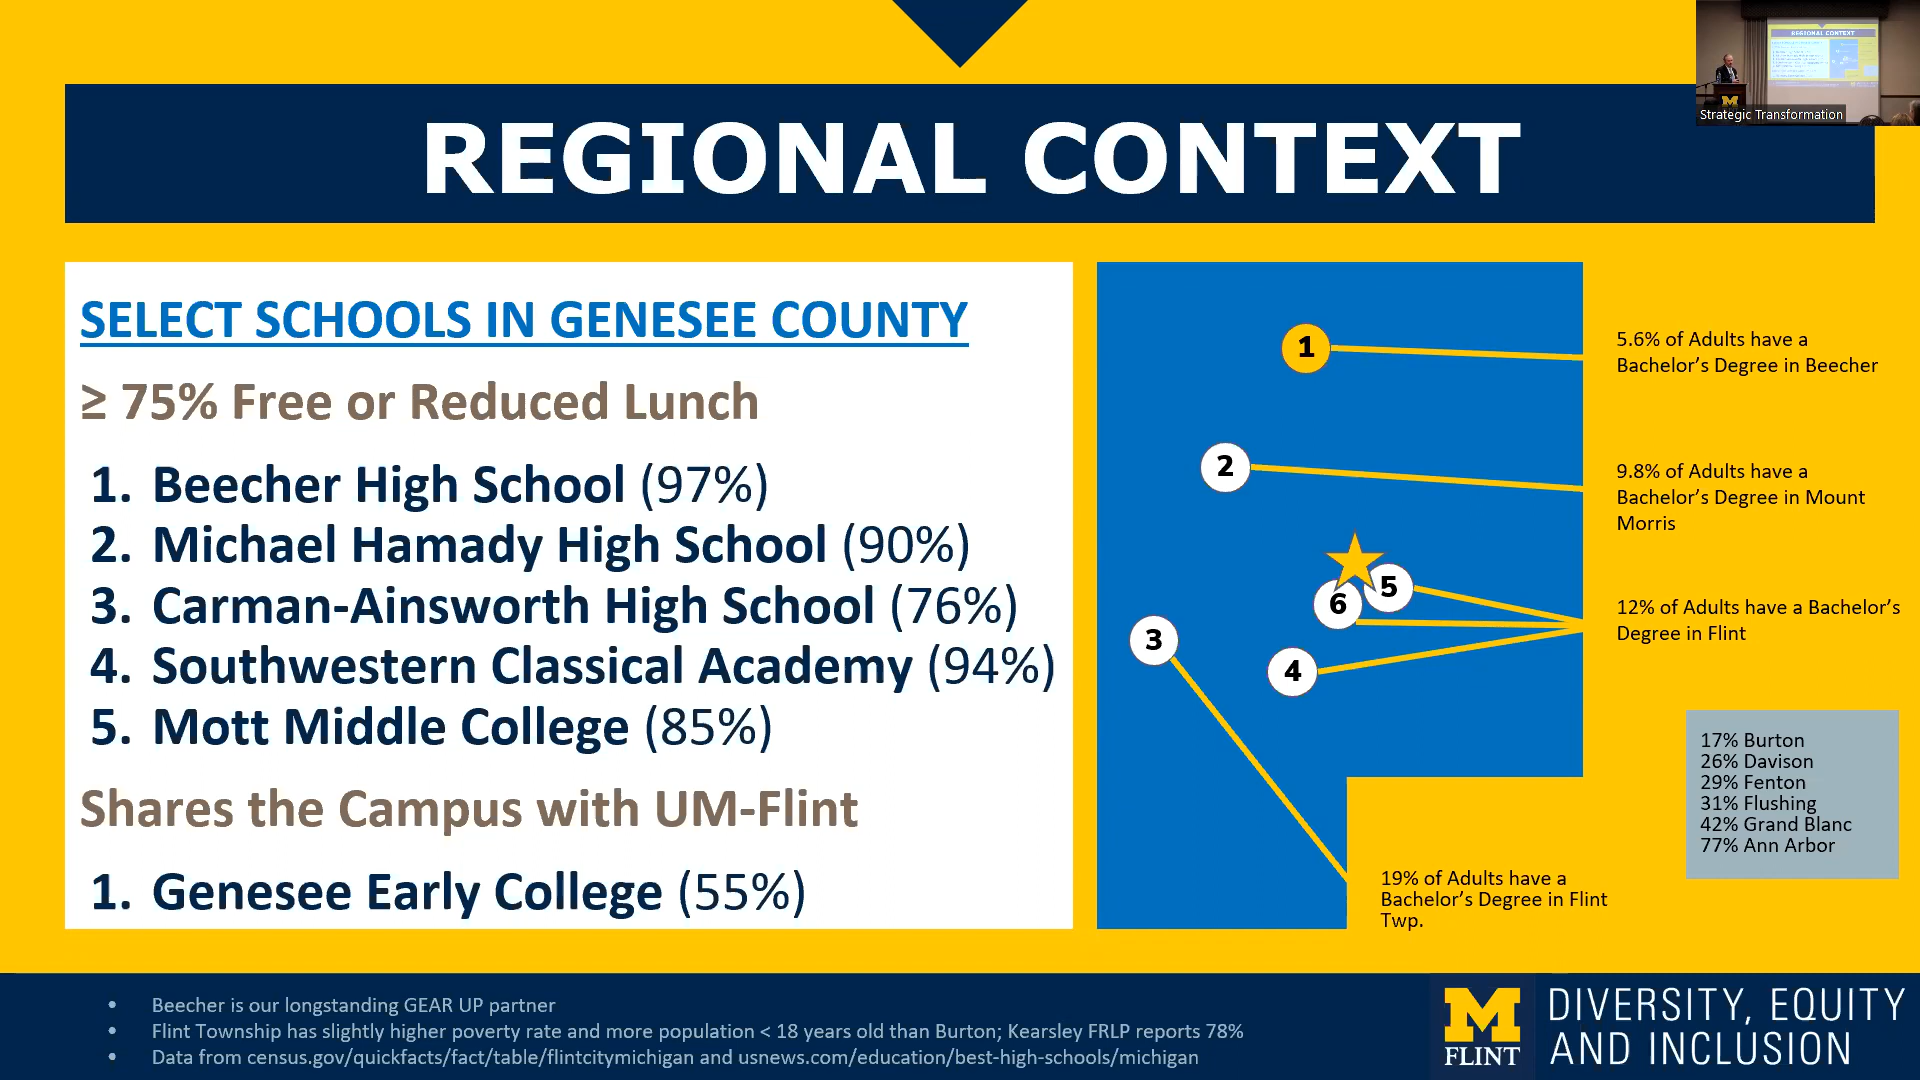 REGIONAL CONTEXT
REGIONAL CONTEXT
Strategic Transformation
SELECT SCHOOLS IN GENESEE COUNTY
≥ 75% Free or Reduced Lunch
1. Beecher High School (97%)
2. Michael Hamady High School (90%)
3. Carman-Ainsworth High School (76%)
4. Southwestern Classical Academy (94%)
5. Mott Middle College (85%)
Shares the Campus with UM-Flint
1. Genesee Early College (55%)
1
2
5
6
3
4
5.6% of Adults have a
Bachelor’s Degree in Beecher
9.8% of Adults have a
Bachelor’s Degree in Mount
Morris
12% of Adults have a Bachelor’s
Degree in Flint
17% Burton
26% Davison
29% Fenton
31% Flushing
42% Grand Blanc
77% Ann Arbor
19% of Adults have a
Bachelor’s Degree in Flint
Twp.
• Beecher is our longstanding GEAR UP partner
• Flint Township has slightly higher poverty rate and more population < 18 years old than Burton; Kearsley FRLP reports 78%
• Data from census.gov/quickfacts/fact/table/flintcitymichigan and usnews.com/education/best-high-schools/michigan
M
FLINT
DIVERSITY, EQUITY
AND INCLUSION